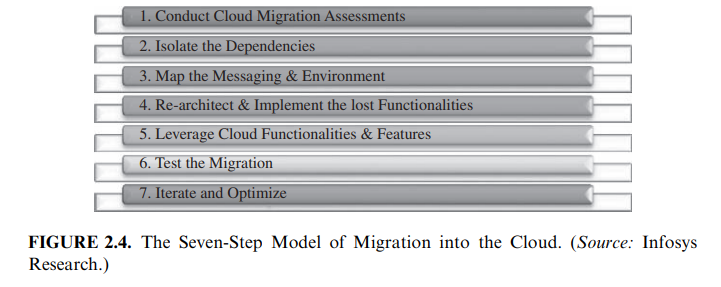 1. Conduct Cloud Migration Assessments
2. Isolate the Dependencies
3. Map the Messaging & Environment
4. Re-architect & Implement the lost Functionalities
5. Leverage Cloud Functionalities & Features
6. Test the Migration
7. Iterate and Optimize
FIGURE 2.4. The Seven-Step Model of Migration into the Cloud. (Source: Infosys
Research.)